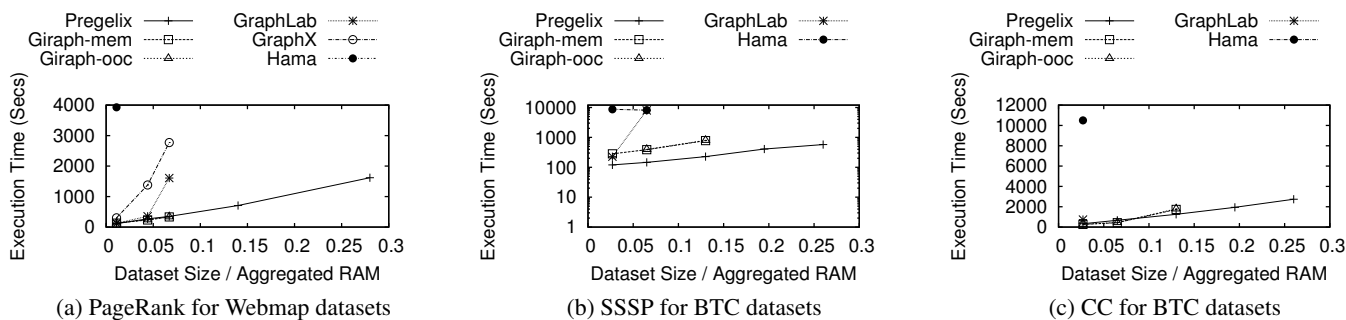 Pregelix
Giraph-mem
Giraph-ooc
GraphLab
GraphX
Hama
Execution Time (Secs)
4000
3000
2000
1000
0
0 0.05 0.1 0.15 0.2 0.25 0.3
Dataset Size / Aggregated RAM
(a) PageRank for Webmap datasets
Pregelix
Giraph-mem
Giraph-ooc
GraphLab
Hama
Execution Time (Secs)
10000
1000
100
10
1
0 0.05 0.1 0.15 0.2 0.25 0.3
Dataset Size / Aggregated RAM
(b) SSSP for BTC datasets
Pregelix
Giraph-mem
Giraph-ooc
GraphLab
Hama
Execution Time (Secs)
12000
10000
8000
6000
4000
2000
0
0 0.05 0.1 0.15 0.2 0.25 0.3
Dataset Size / Aggregated RAM
(c) CC for BTC datasets